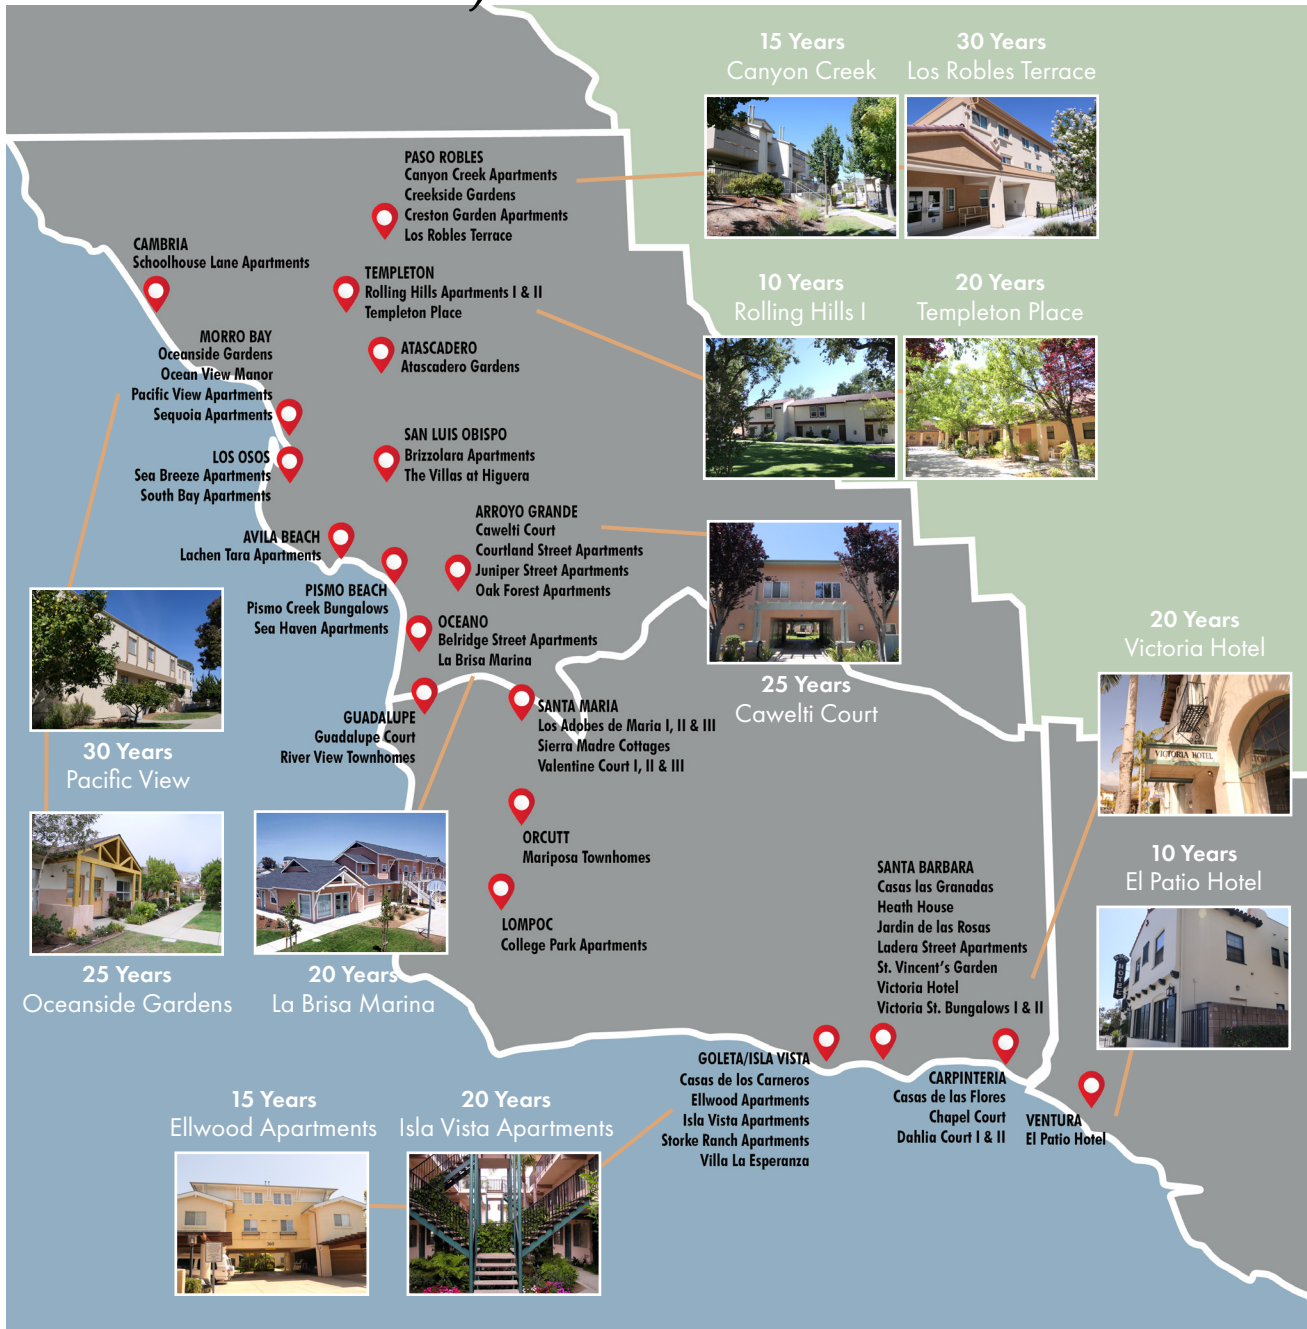 15 Years
Canyon Creek
30 Years
Los Robles Terrace
PASO ROBLES
Canyon Creek Apartments
Creekside Gardens
Creston Garden Apartments
Los Robles Terrace
CAMBRIA
Schoolhouse Lane Apartments
TEMPLETON
Rolling Hills Apartments I & II
Templeton Place
10 Years
Rolling Hills I
20 Years
Templeton Place
MORRO BAY
Oceanside Gardens
Ocean View Manor
Pacific View Apartments
Sequoia Apartments
ATASCADERO
Atascadero Gardens
LOS OSOS
Sea Breeze Apartments
South Bay Apartments
SAN LUIS OBISPO
Brizzolara Apartments
The Villas at Higuera
ARROYO GRANDE
Cawelti Court
Courtland Street Apartments
Juniper Street Apartments
Oak Forest Apartments
AVILA BEACH
Lachen Tara Apartments
PISMO BEACH
Pismo Creek Bungalows
Sea Haven Apartments
OCEANO
Belridge Street Apartments
La Brisa Marina
25 Years
Cawelti Court
20 Years
Victoria Hotel
VICTORIA HOTEL
GUADALUPE
Guadalupe Court
River View Townhomes
SANTA MARIA
Los Adobes de Maria I, II & III
Sierra Madre Cottages
Valentine Court I, II & III
30 Years
Pacific View
ORCUTT
Mariposa Townhomes
10 Years
El Patio Hotel
HOTEL
LOMPOC
College Park Apartments
SANTA BARBARA
Casas las Granadas
Heath House
Jardin de las Rosas
Ladera Street Apartments
St. Vincent's Garden
Victoria Hotel
Victoria St. Bungalows I & II
25 Years
Oceanside Gardens
20 Years
La Brisa Marina
GOLETA/ISLA VISTA
Casas de los Carneros
Ellwood Apartments
Isla Vista Apartments
Storke Ranch Apartments
Villa La Esperanza
CARPINTERIA
Casas de las Flores
Chapel Court
Dahlia Court I & II
VENTURA
El Patio Hotel
15 Years
Ellwood Apartments
20 Years
Isla Vista Apartments